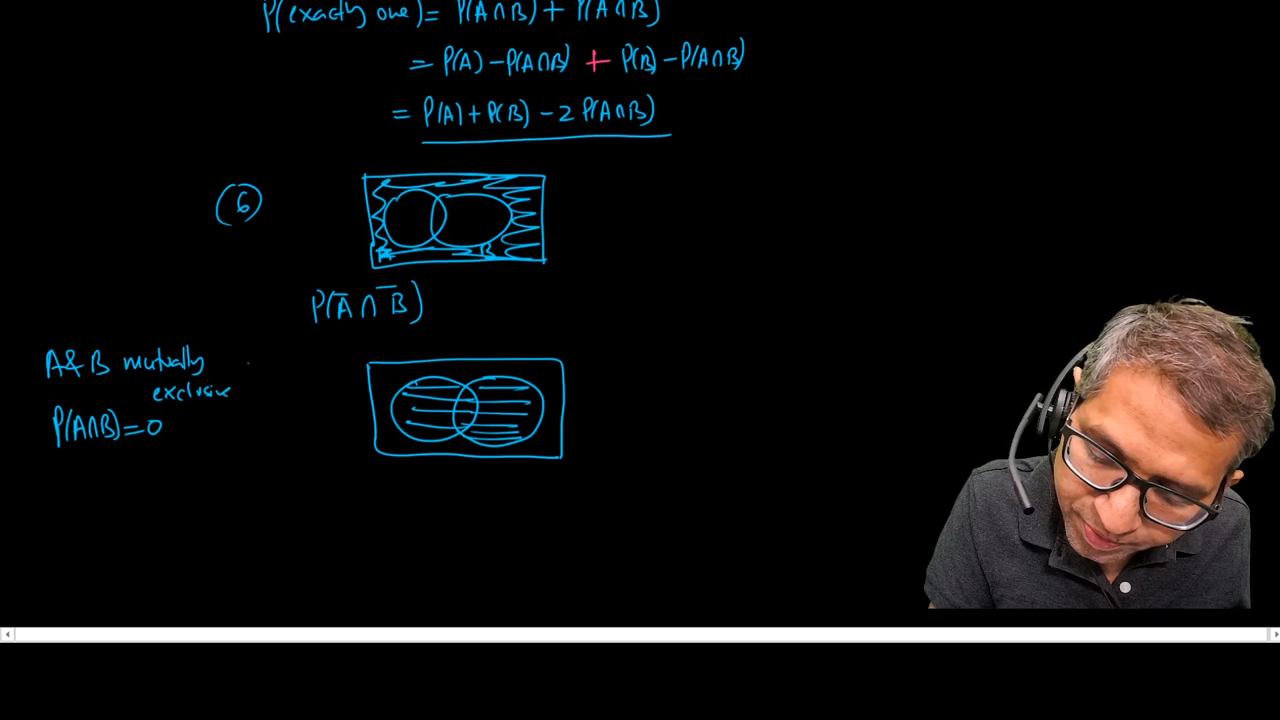 P(exactly one) = P(A∩B̅) + P(A̅∩B)
= P(A) – P(A∩B) + P(B) – P(A∩B)
= P(A) + P(B) – 2 P(A∩B)
6
A B
P(A̅ ∩ B̅)
A & B mutually
exclusive
P(A∩B) = 0